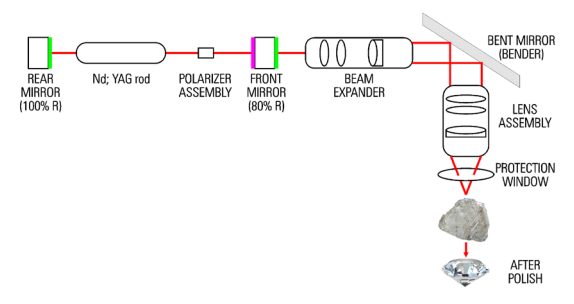 REAR
MIRROR
(100% R)
Nd; YAG rod
POLARIZER
ASSEMBLY
FRONT
MIRROR
(80% R)
BEAM
EXPANDER
BENT MIRROR
(BENDER)
LENS
ASSEMBLY
PROTECTION
WINDOW
AFTER
POLISH